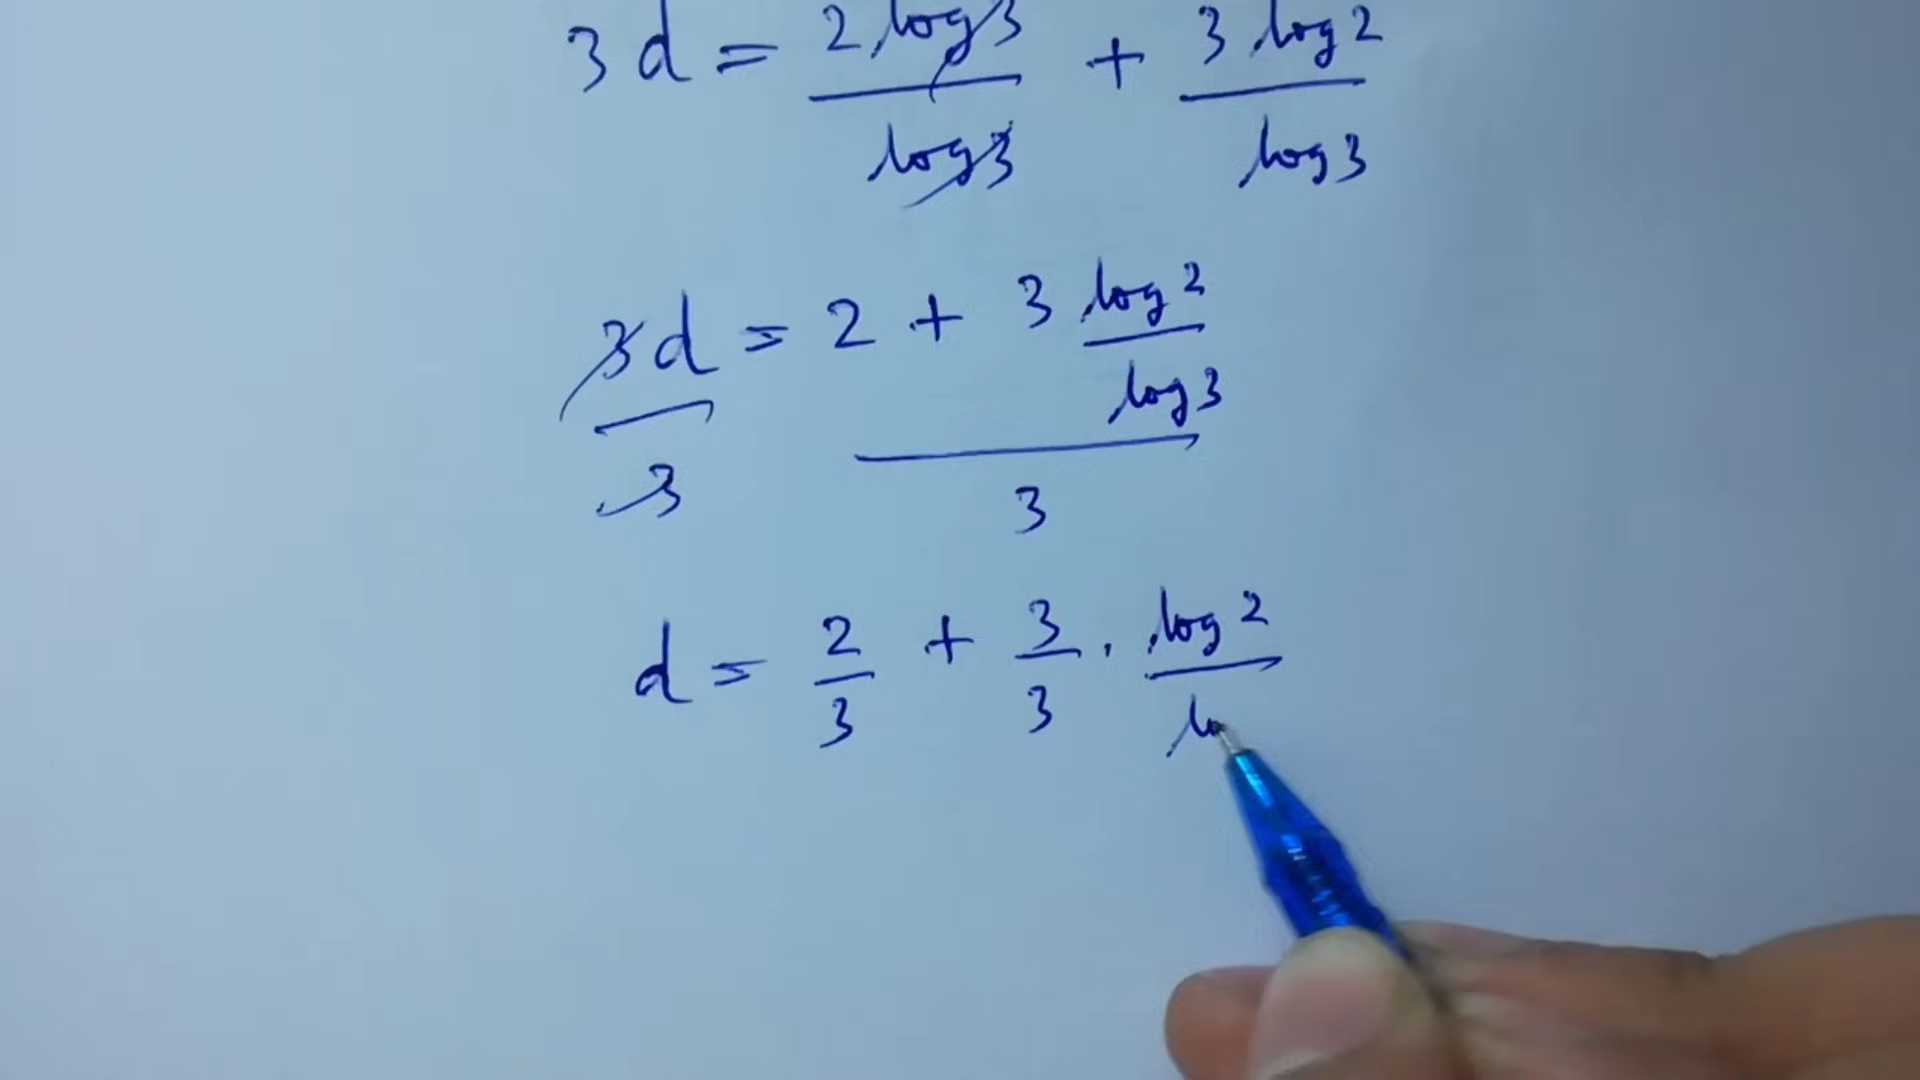 3d = 2 log3 / log3 + 3 log2 / log3
3d / 3 = 2 + 3 log2 / log3 / 3
d = 2/3 + 3/3 . log2 / lo